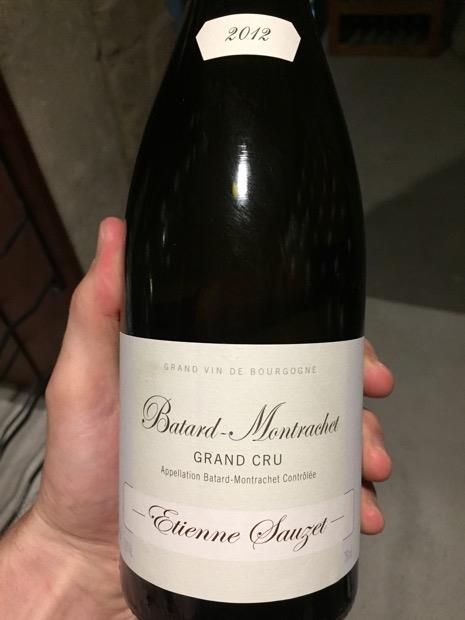 2012
GRAND VIN DE BOURGOGNE
Batard-Montrachet
GRAND CRU
Appellation Batard-Montrachet Contrôlée
Etienne Sauzet